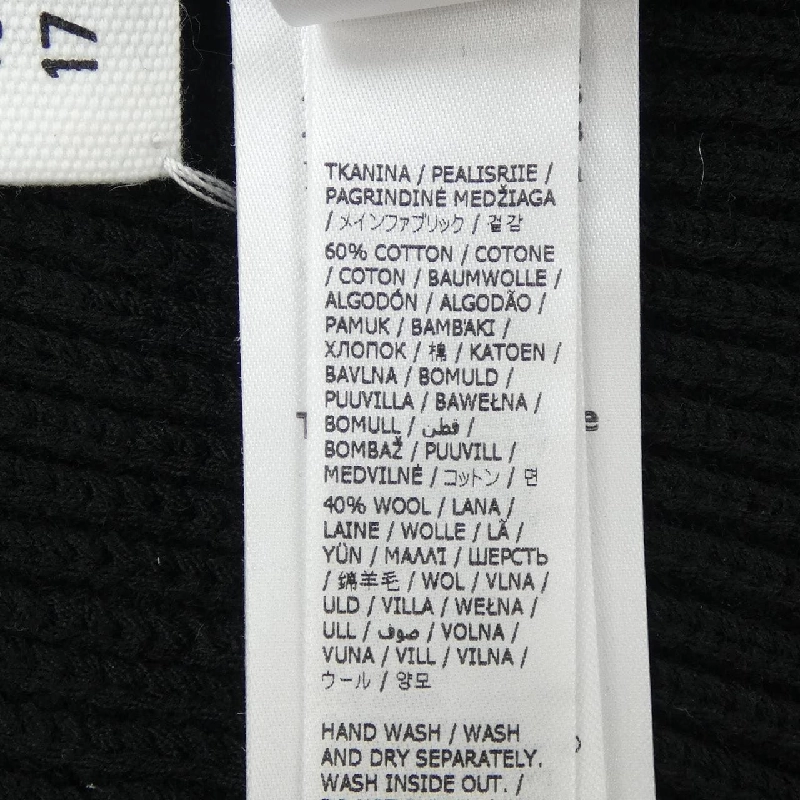 17
TKANINA / PEALISRIIE /
PAGRINDINĖ MEDŽIAGA
/ メインファブリック / 겉감
60% COTTON / COTONE
/ COTON / BAUMWOLLE /
ALGODÓN / ALGODÃO /
PAMUK / ΒΑΜΒΑΚΙ /
ХЛОПОК / 棉 / KATOEN /
BAVLNA / BOMULD /
PUUVILLA / BAWEŁNA /
BOMULL / قطن /
BOMBAŽ / PUUVILL /
MEDVILNĖ / コットン / 면
40% WOOL / LANA /
LAINE / WOLLE / LÃ /
YÜN / ΜΑΛΛΙ / ШЕРСТЬ
/ 綿羊毛 / WOL / VLNA /
ULD / VILLA / WEŁNA /
ULL / صوف / VOLNA /
VUNA / VILL / VILNA /
ウール / 양모
HAND WASH / WASH
AND DRY SEPARATELY.
WASH INSIDE OUT. /